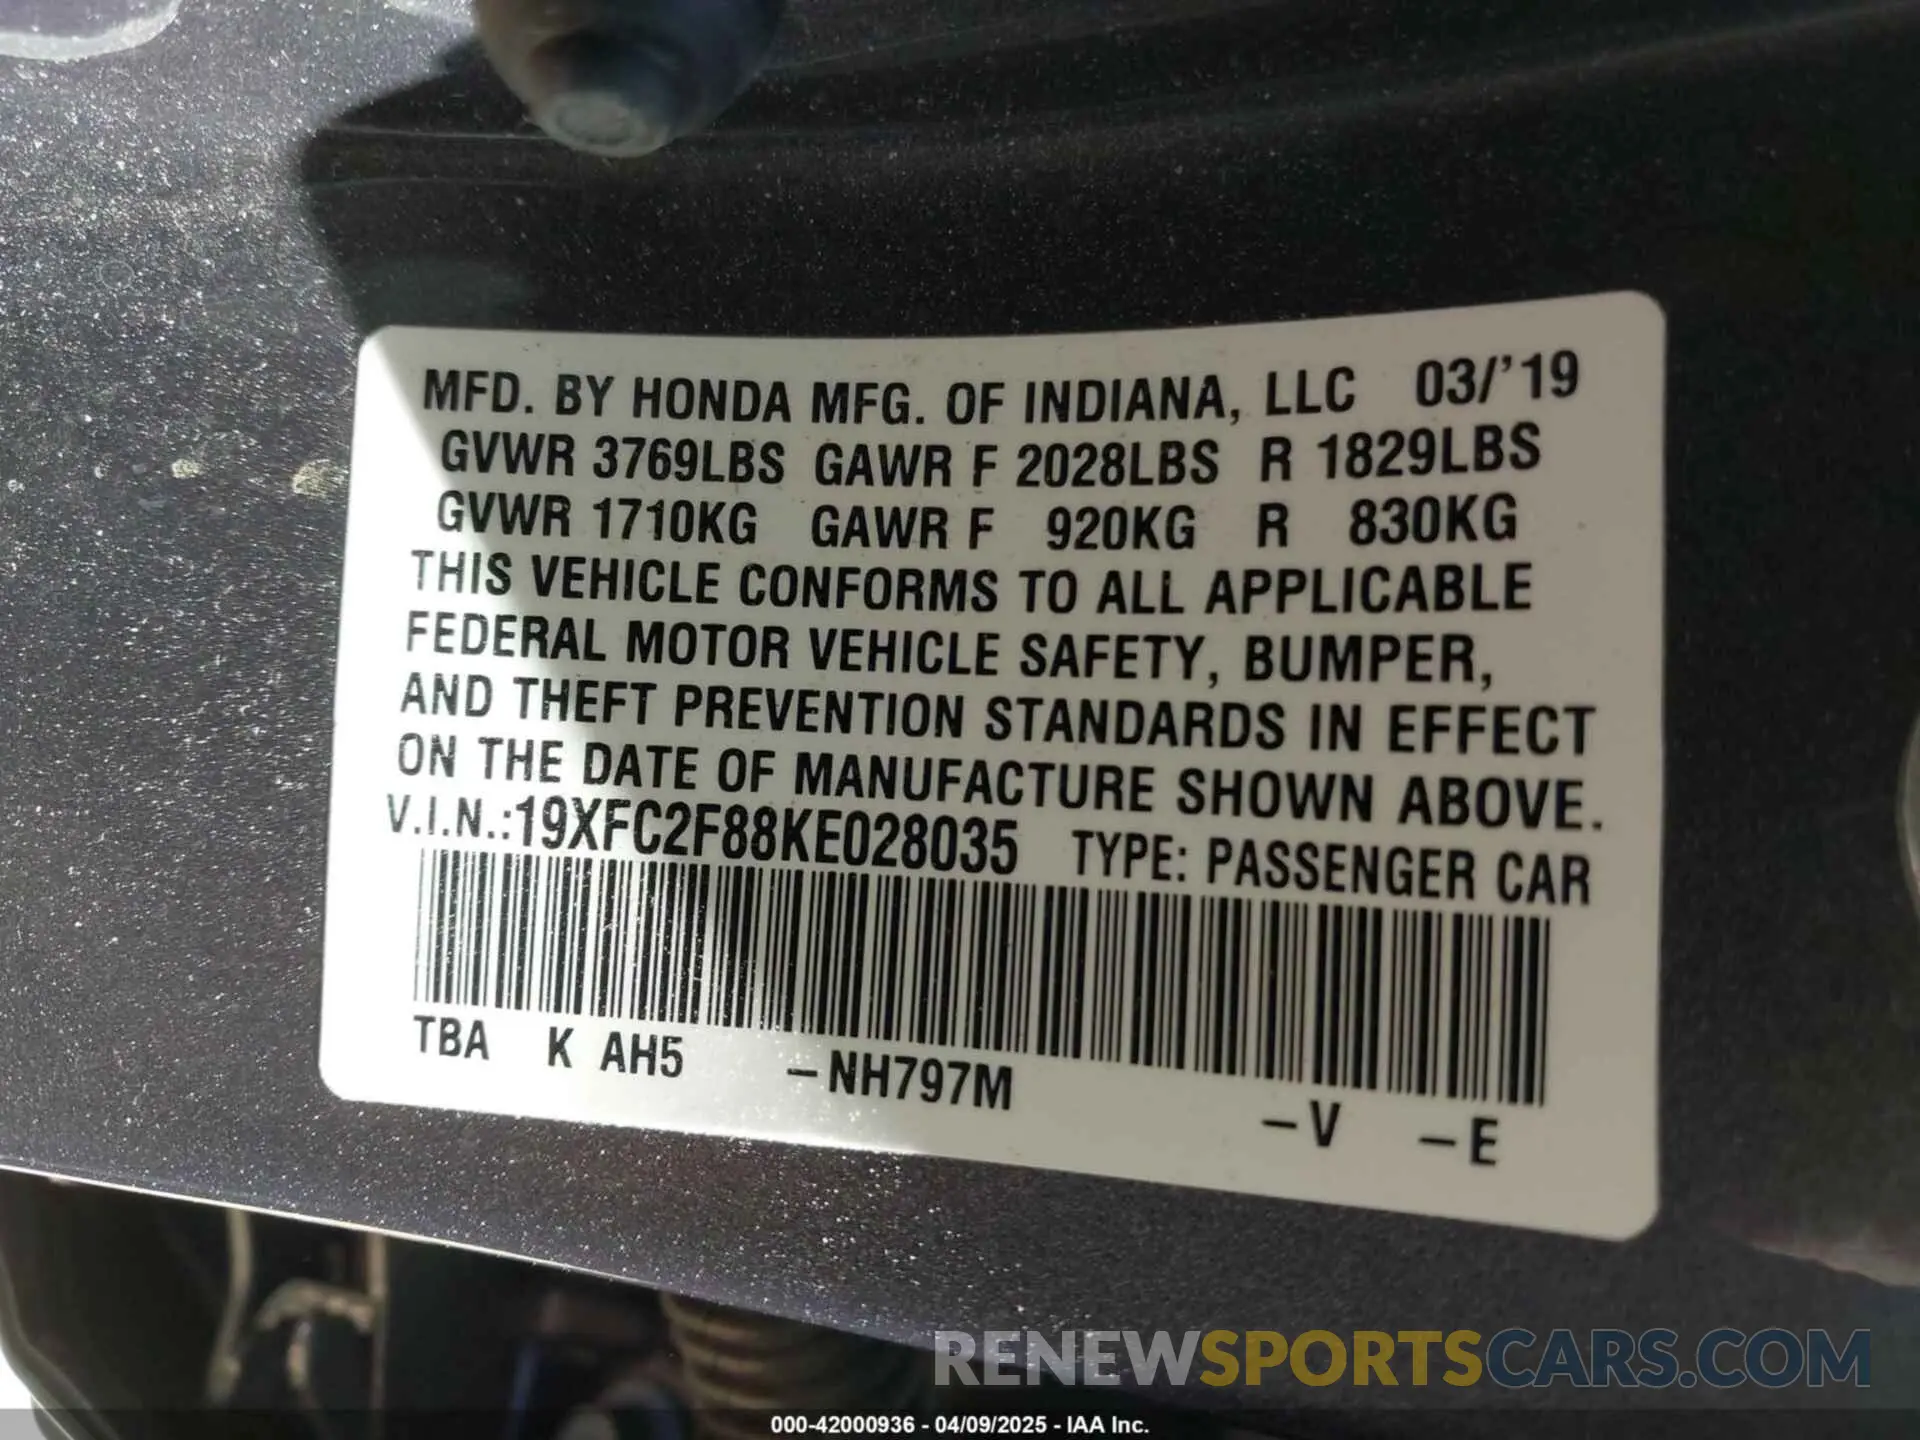 MFD. BY HONDA MFG. OF INDIANA, LLC 03/'19
GVWR 3769LBS GAWR F 2028LBS R 1829LBS
GVWR 1710KG GAWR F 920KG R 830KG
THIS VEHICLE CONFORMS TO ALL APPLICABLE
FEDERAL MOTOR VEHICLE SAFETY, BUMPER,
AND THEFT PREVENTION STANDARDS IN EFFECT
ON THE DATE OF MANUFACTURE SHOWN ABOVE.
V.I.N.:19XFC2F88KE028035 TYPE: PASSENGER CAR
TBA K AH5 –NH797M –V –E
RENEWSPORTSCARS.COM
000-42000936 - 04/09/2025 - IAA Inc.